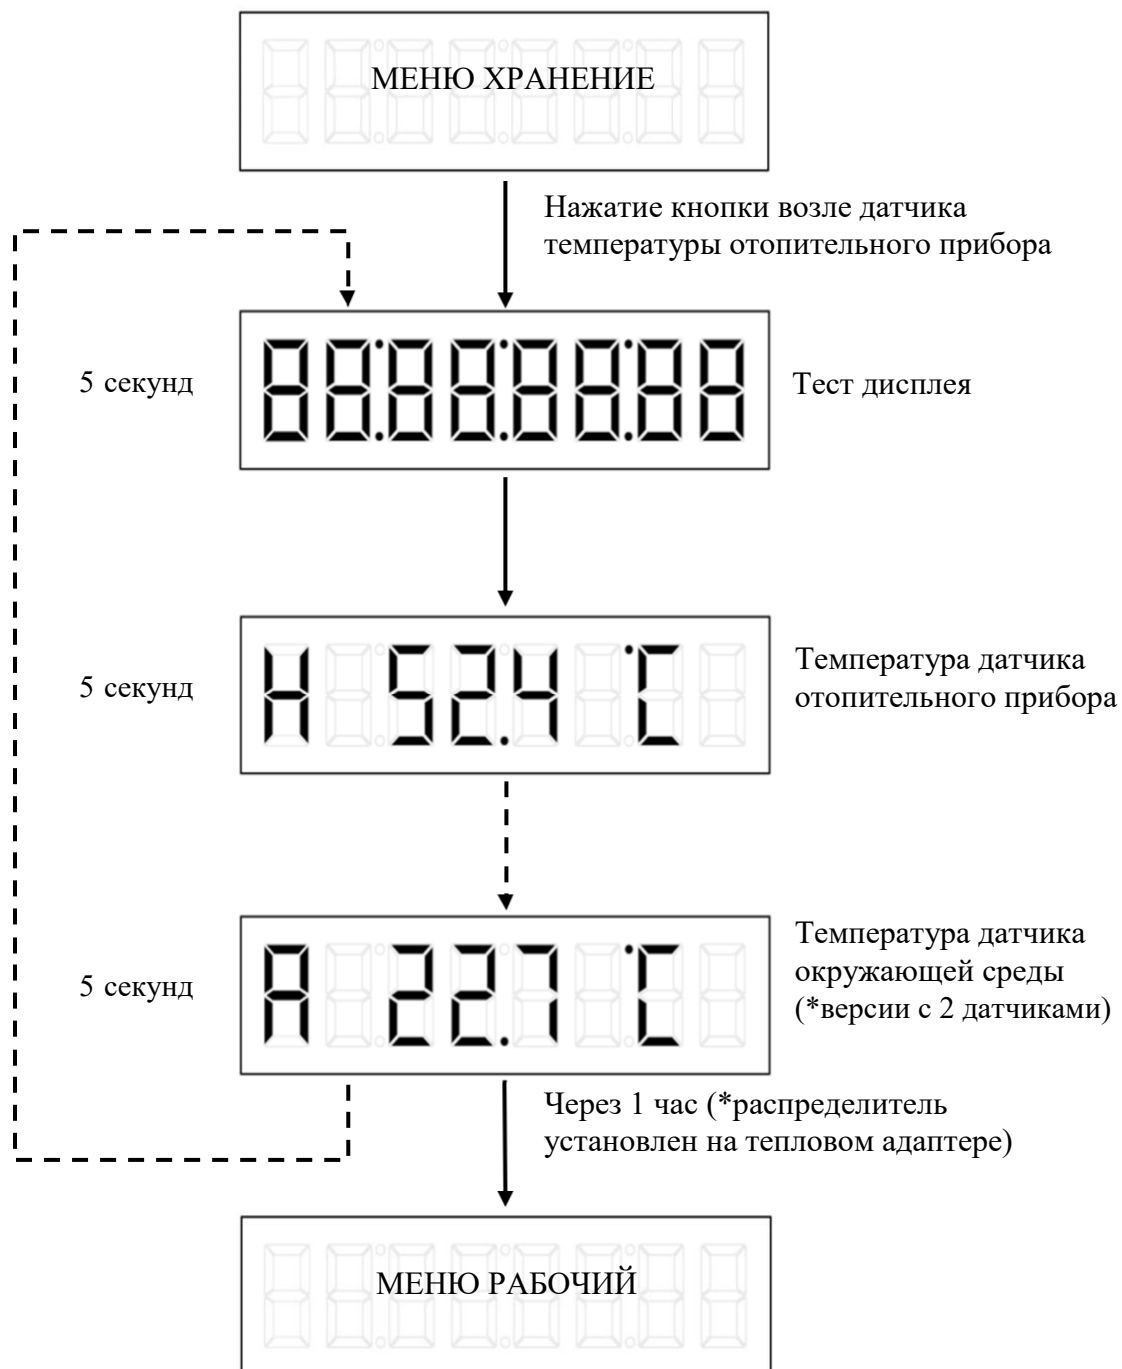 МЕНЮ ХРАНЕНИЕ
Нажатие кнопки возле датчика
температуры отопительного прибора
5 секунд
88:88:88:88
Тест дисплея
5 секунд
H 52.4 °C
Температура датчика
отопительного прибора
5 секунд
A 22.7 °C
Температура датчика
окружающей среды
(*версии с 2 датчиками)
Через 1 час (*распределитель
установлен на тепловом адаптере)
МЕНЮ РАБОЧИЙ